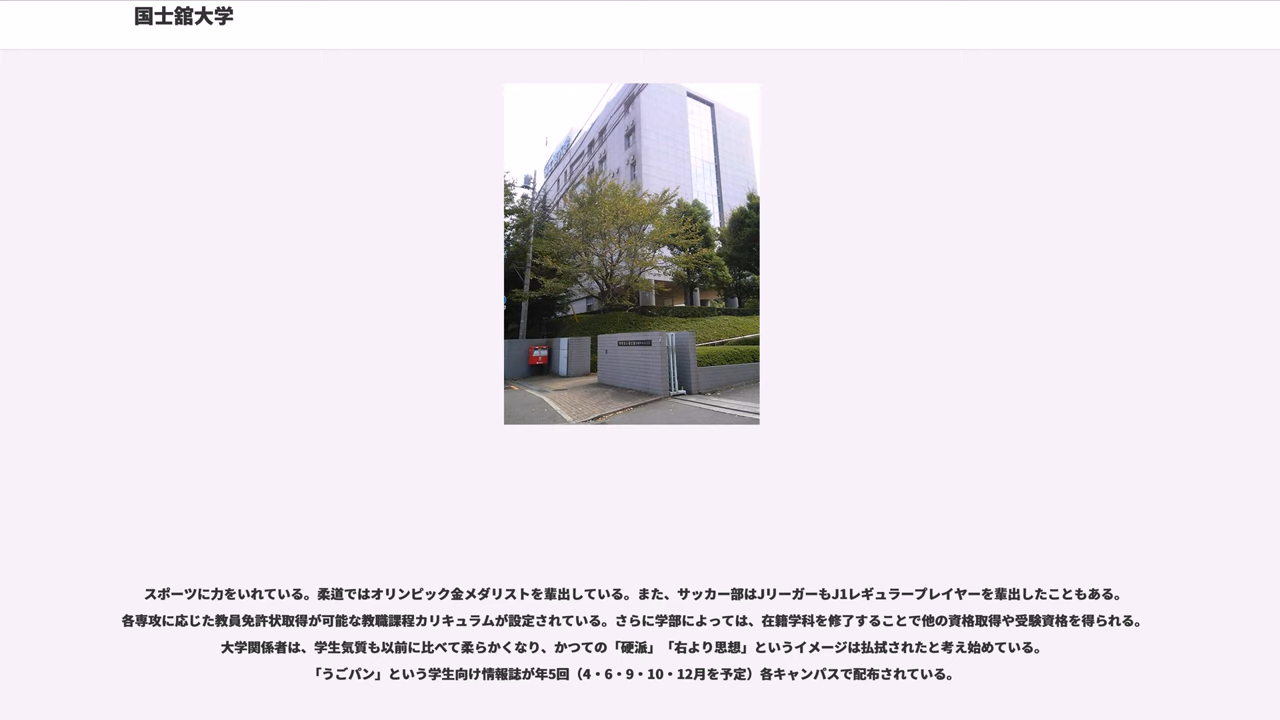 国士舘大学
スポーツに力をいれている。柔道ではオリンピック金メダリストを輩出している。また、サッカー部はJリーガーもJ1レギュラープレイヤーを輩出したこともある。
各専攻に応じた教員免許状取得が可能な教職課程カリキュラムが設定されている。さらに学部によっては、在籍学科を修了することで他の資格取得や受験資格を得られる。
大学関係者は、学生気質も以前に比べて柔らかくなり、かつての「硬派」「右より思想」というイメージは払拭されたと考え始めている。
「うごパン」という学生向け情報誌が年5回（4・6・9・10・12月を予定）各キャンパスで配布されている。